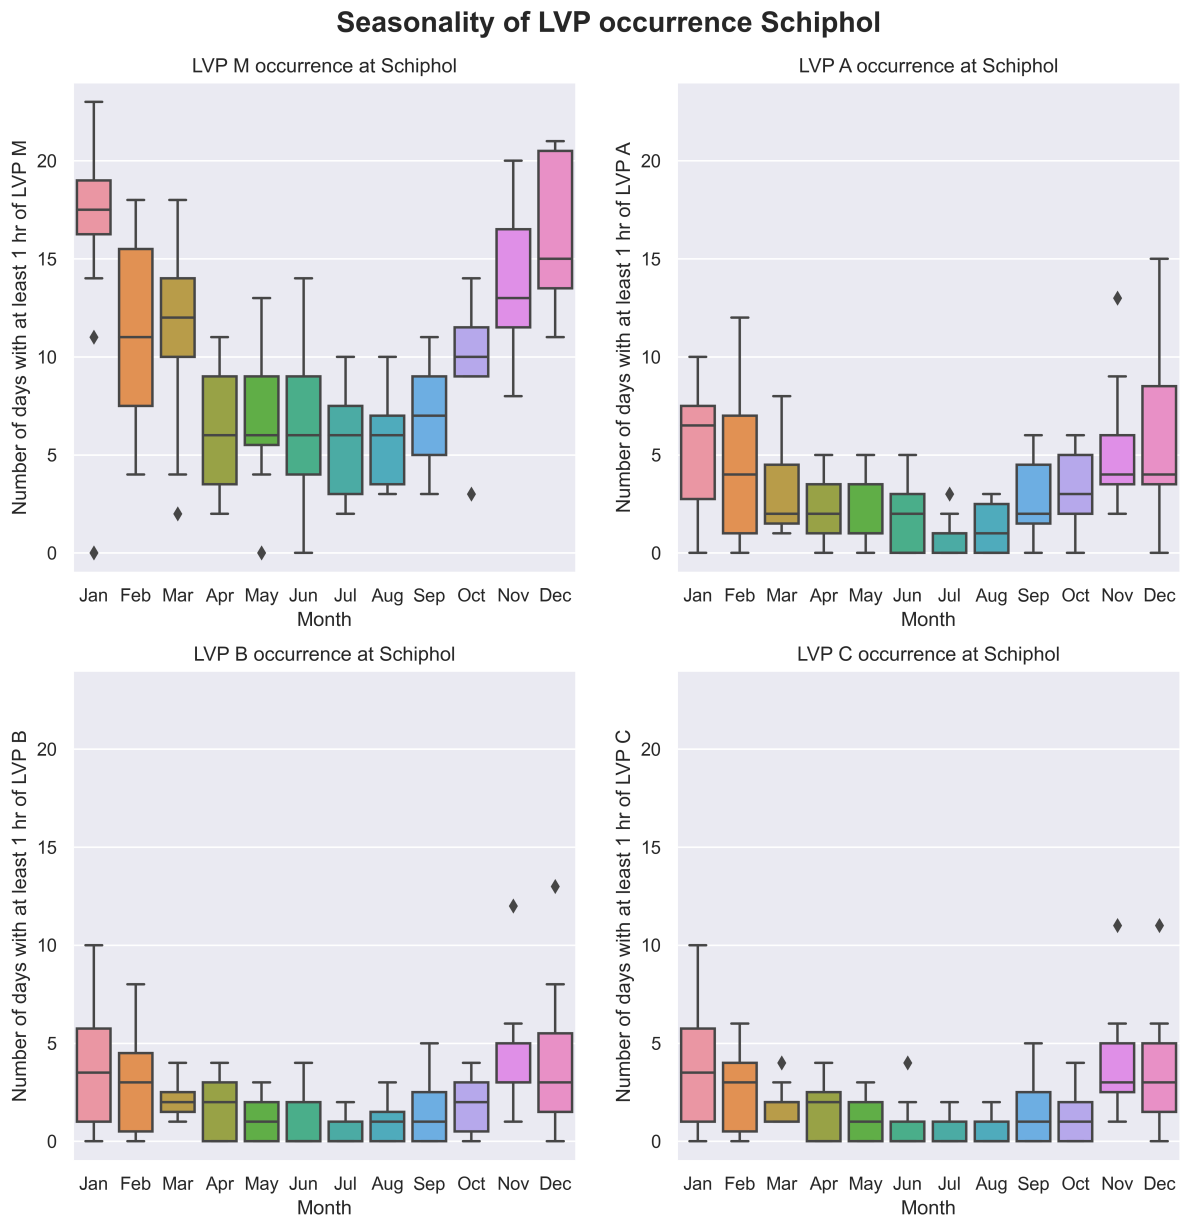 Seasonality of LVP occurrence Schiphol
LVP M occurrence at Schiphol
Number of days with at least 1 hr of LVP M
20
15
10
5
0
Jan Feb Mar Apr May Jun Jul Aug Sep Oct Nov Dec
Month
LVP A occurrence at Schiphol
Number of days with at least 1 hr of LVP A
20
15
10
5
0
Jan Feb Mar Apr May Jun Jul Aug Sep Oct Nov Dec
Month
LVP B occurrence at Schiphol
Number of days with at least 1 hr of LVP B
20
15
10
5
0
Jan Feb Mar Apr May Jun Jul Aug Sep Oct Nov Dec
Month
LVP C occurrence at Schiphol
Number of days with at least 1 hr of LVP C
20
15
10
5
0
Jan Feb Mar Apr May Jun Jul Aug Sep Oct Nov Dec
Month